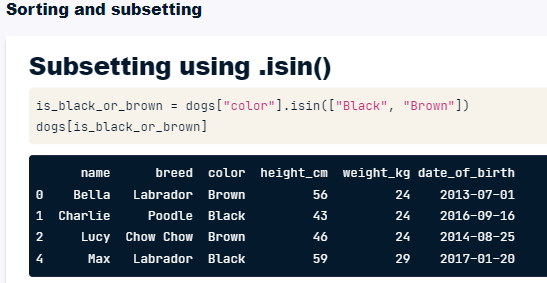 Sorting and subsetting
Subsetting using .isin()
is_black_or_brown = dogs["color"].isin(["Black", "Brown"])
dogs[is_black_or_brown]
name breed color height_cm weight_kg date_of_birth
0 Bella Labrador Brown 56 24 2013-07-01
1 Charlie Poodle Black 43 24 2016-09-16
2 Lucy Chow Chow Brown 46 24 2014-08-25
4 Max Labrador Black 59 29 2017-01-20